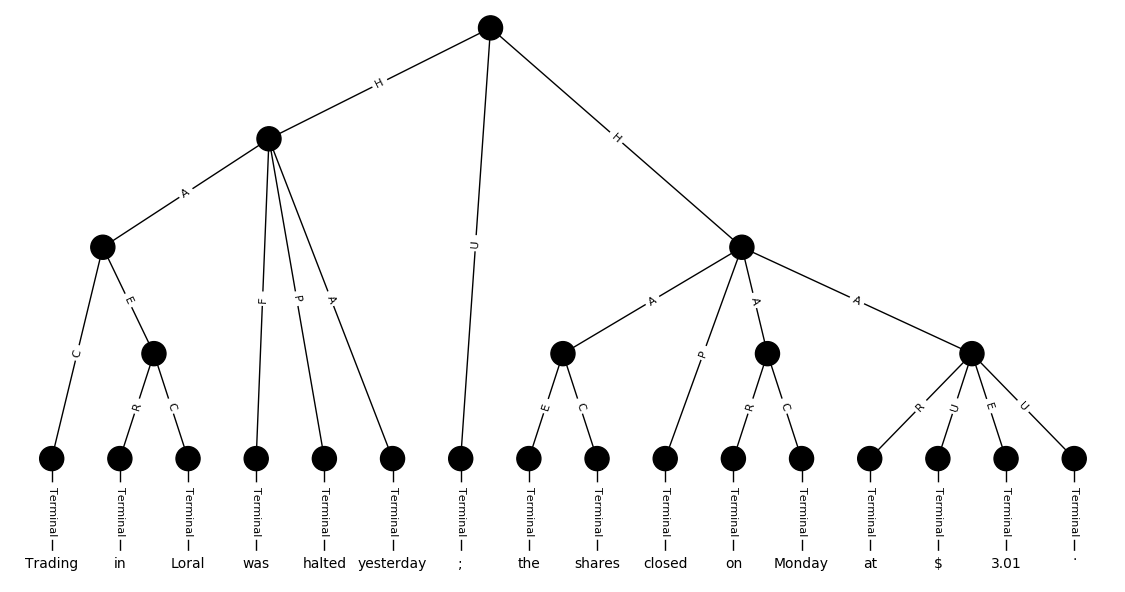 H
H
A
U
E
F
P
A
A
A
A
C
P
R
C
E
C
R
C
R
U
E
U
Terminal Terminal Terminal Terminal Terminal Terminal Terminal Terminal Terminal Terminal Terminal Terminal Terminal Terminal Terminal Terminal
Trading in Loral was halted yesterday ; the shares closed on Monday at $ 3.01 .